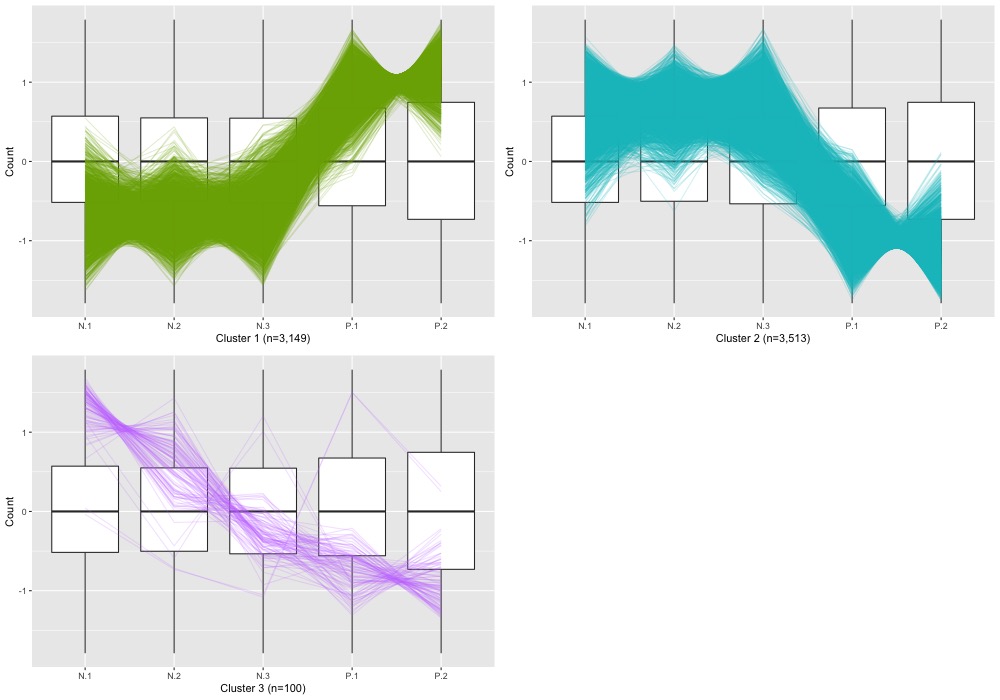 Count
1
0
-1
N.1 N.2 N.3 P.1 P.2
Cluster 1 (n=3,149)
Count
1
0
-1
N.1 N.2 N.3 P.1 P.2
Cluster 2 (n=3,513)
Count
1
0
-1
N.1 N.2 N.3 P.1 P.2
Cluster 3 (n=100)